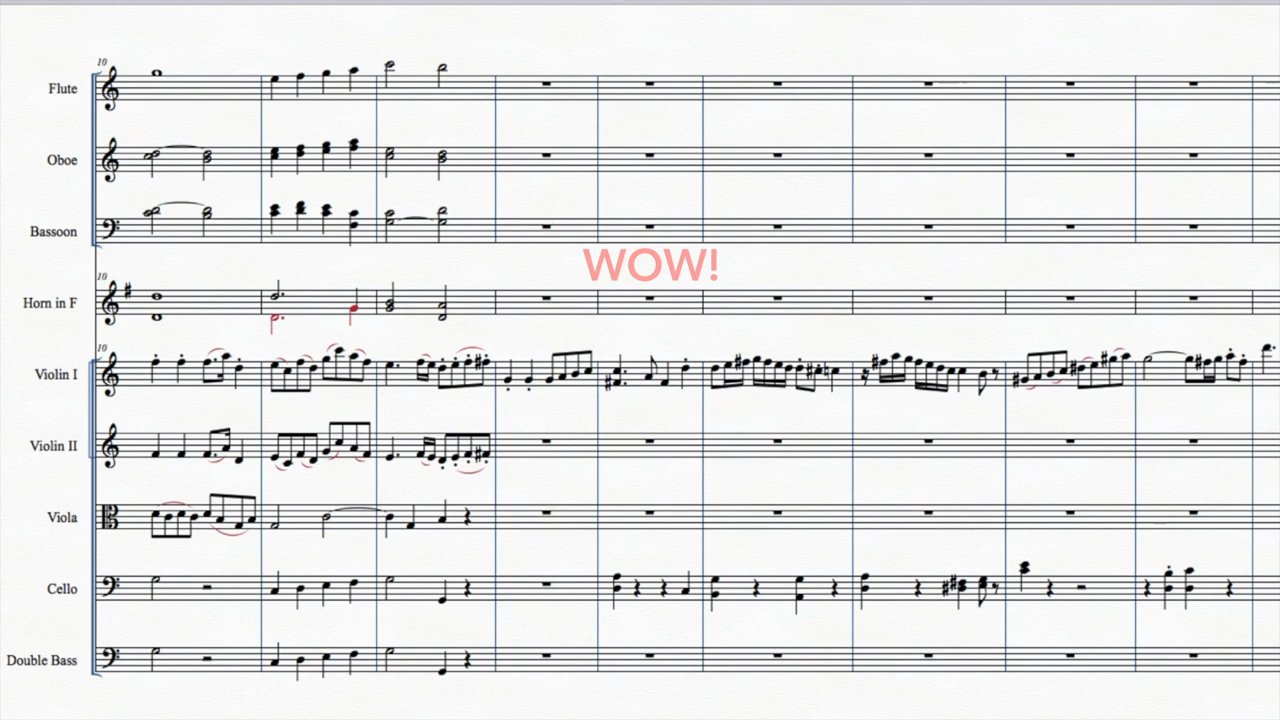 10
Flute
Oboe
Bassoon
WOW!
10
Horn in F
10
Violin I
Violin II
Viola
Cello
Double Bass